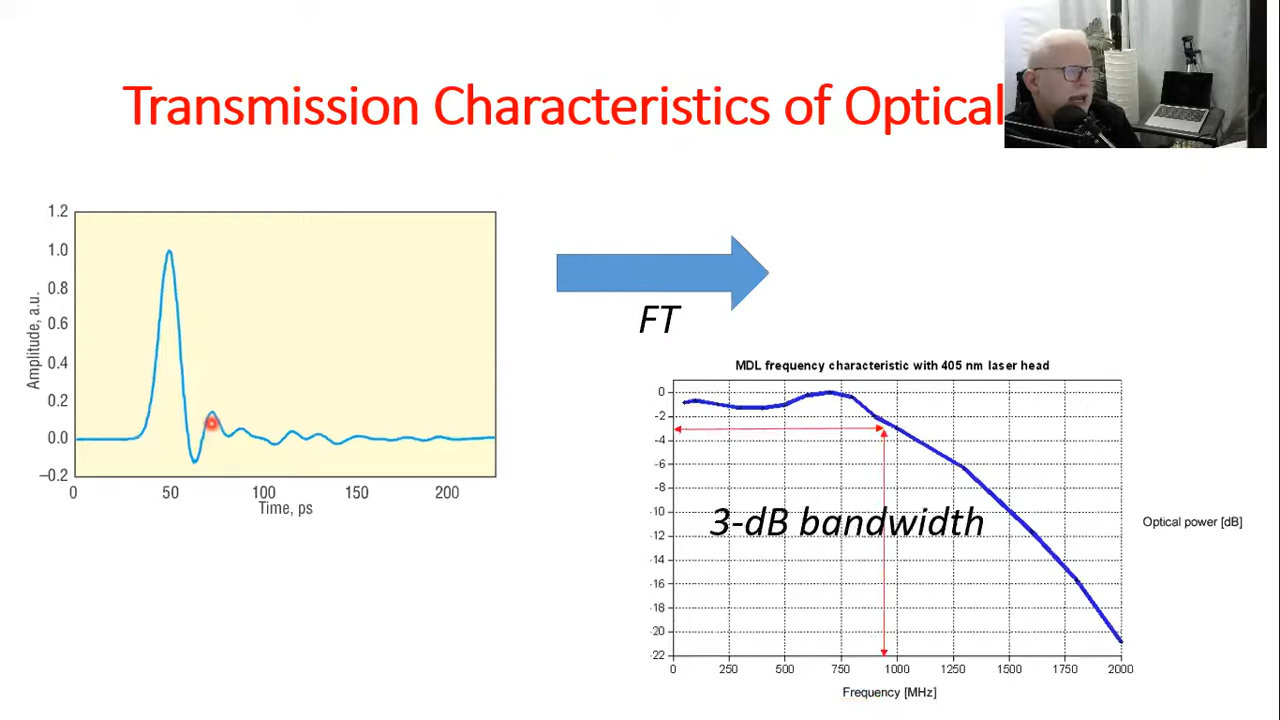 Transmission Characteristics of Optical
1.2
1.0
0.8
0.6
0.4
0.2
0.0
–0.2
Amplitude, a.u.
0 50 100 150 200
Time, ps
FT
MDL frequency characteristic with 405 nm laser head
0
-2
-4
-6
-8
-10
-12
-14
-16
-18
-20
-22
3-dB bandwidth
Optical power [dB]
0 250 500 750 1000 1250 1500 1750 2000
Frequency [MHz]